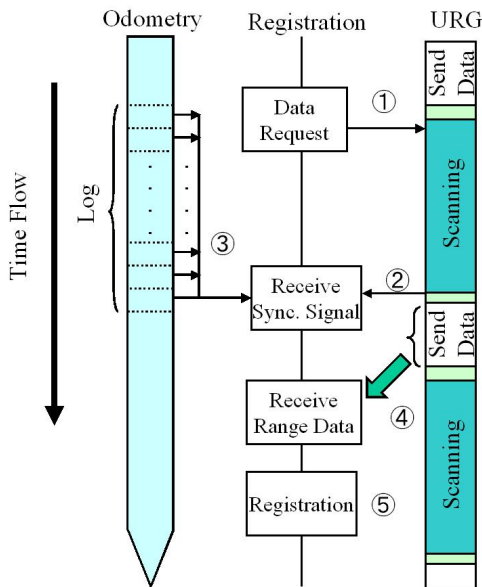 Odometry
Registration
URG
Send
Data
Data
Request
①
Scanning
Time Flow
Log
③
Receive
Sync. Signal
②
Send
Data
Receive
Range Data
④
Scanning
Registration
⑤